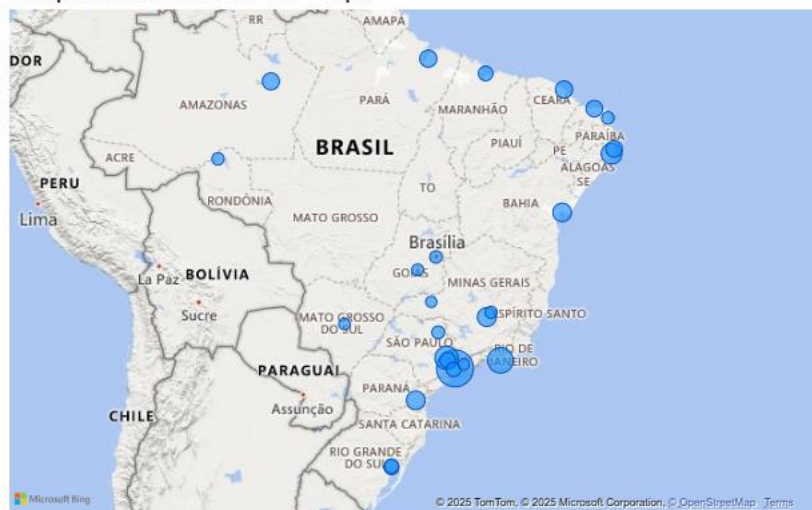 RR
AMAPÁ
DOR
AMAZONAS
PARÁ
MARANHÃO
CEARÁ
BRASIL
PIAUÍ
PARAÍBA
PE
ACRE
ALAGOAS
SE
PERU
RONDÔNIA
TO
BAHIA
Lima
MATO GROSSO
Brasília
BOLÍVIA
GOIÁS
La Paz
MINAS GERAIS
Sucre
MATO GROSSO
DO SUL
ESPÍRITO SANTO
SÃO PAULO
RIO DE
JANEIRO
PARAGUAI
PARANÁ
Assunção
CHILE
SANTA CATARINA
RIO GRANDE
DO SUL
Microsoft Bing
© 2025 TomTom, © 2025 Microsoft Corporation, © OpenStreetMap Terms